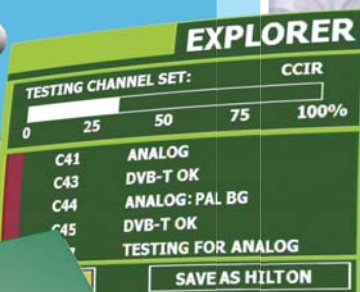 EXPLORER
TESTING CHANNEL SET: CCIR
0 25 50 75 100%
C41 ANALOG
C43 DVB-T OK
C44 ANALOG: PAL BG
C45 DVB-T OK
TESTING FOR ANALOG
SAVE AS HILTON